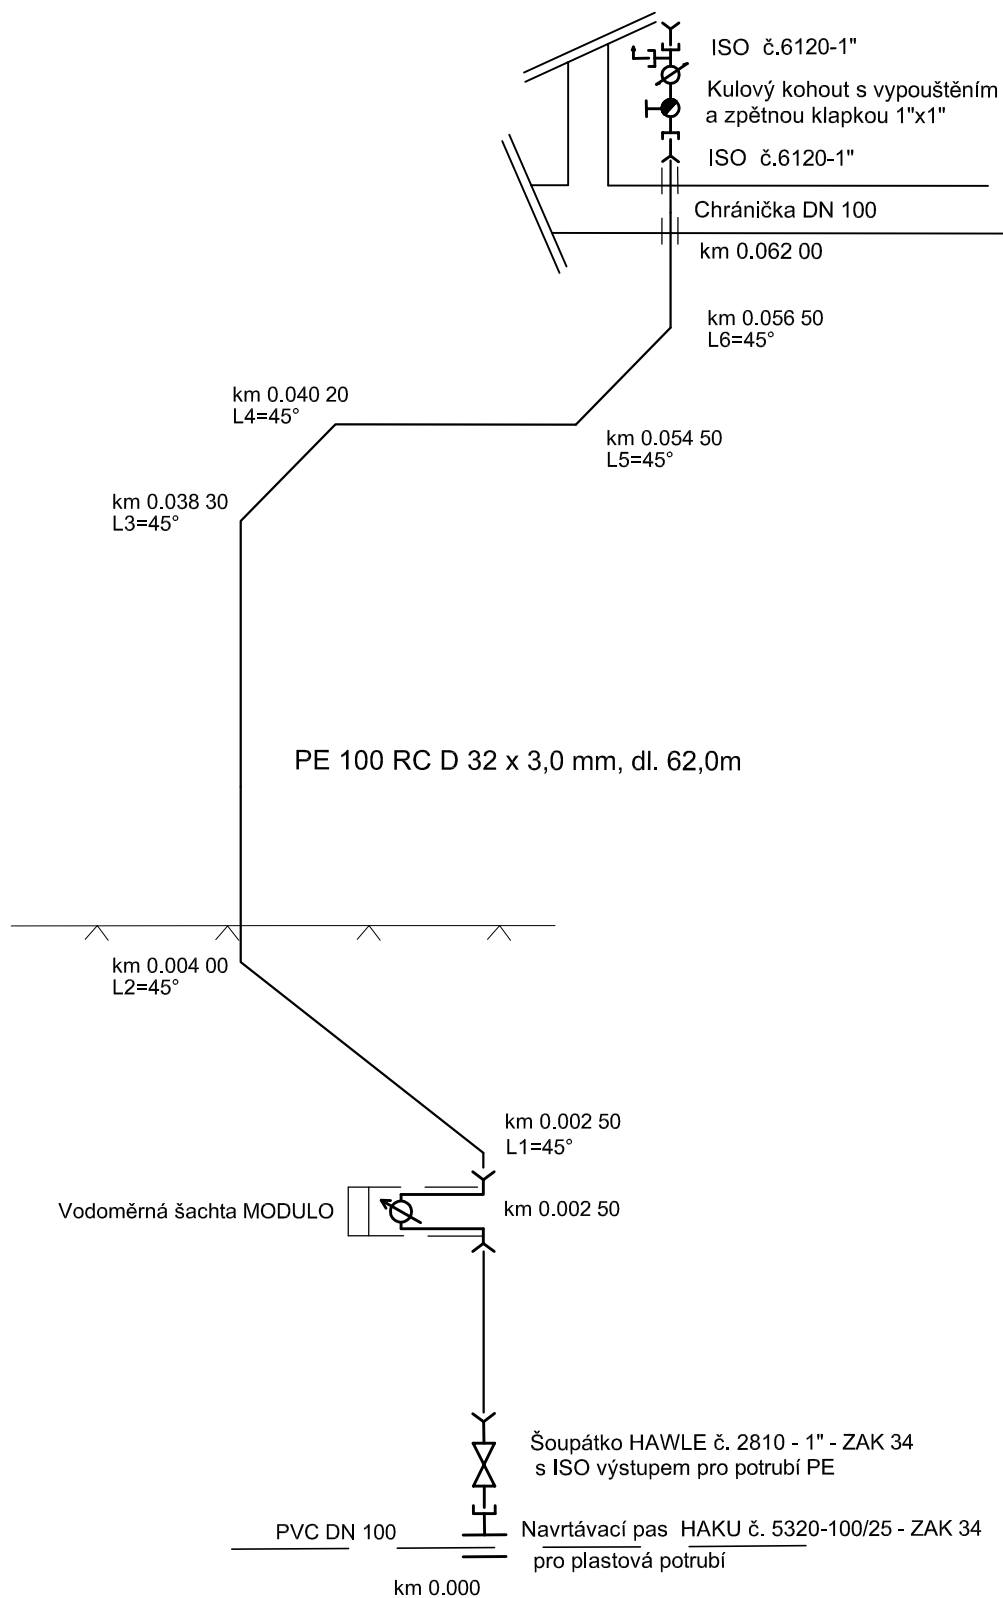 ISO č.6120-1"
Kulový kohout s vypouštěním
a zpětnou klapkou 1"x1"
ISO č.6120-1"
Chránička DN 100
km 0.062 00
km 0.056 50
L6=45°
km 0.040 20
L4=45°
km 0.054 50
L5=45°
km 0.038 30
L3=45°
PE 100 RC D 32 x 3,0 mm, dl. 62,0m
km 0.004 00
L2=45°
km 0.002 50
L1=45°
Vodoměrná šachta MODULO
km 0.002 50
Šoupátko HAWLE č. 2810 - 1" - ZAK 34
s ISO výstupem pro potrubí PE
PVC DN 100
Navrtávací pas HAKU č. 5320-100/25 - ZAK 34
pro plastová potrubí
km 0.000